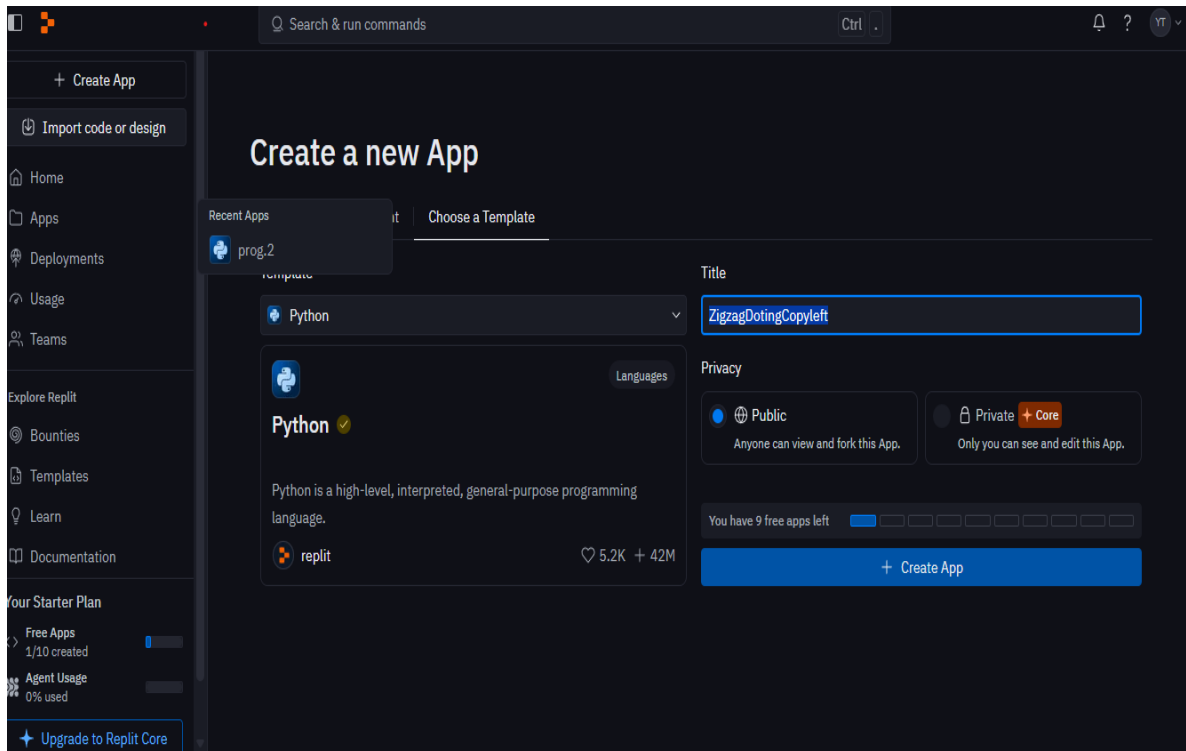 Search & run commands
Ctrl .
?
YT
+ Create App
Import code or design
Home
Apps
Deployments
Usage
Teams
Explore Replit
Bounties
Templates
Learn
Documentation
Your Starter Plan
Free Apps
1/10 created
Agent Usage
0% used
Upgrade to Replit Core
Create a new App
Recent Apps
prog.2
Choose a Template
Template
Python
Languages
Python
Python is a high-level, interpreted, general-purpose programming
language.
replit
5.2K + 42M
Title
ZigzagDotingCopyleft
Privacy
Public
Anyone can view and fork this App.
Private Core
Only you can see and edit this App.
You have 9 free apps left
+ Create App